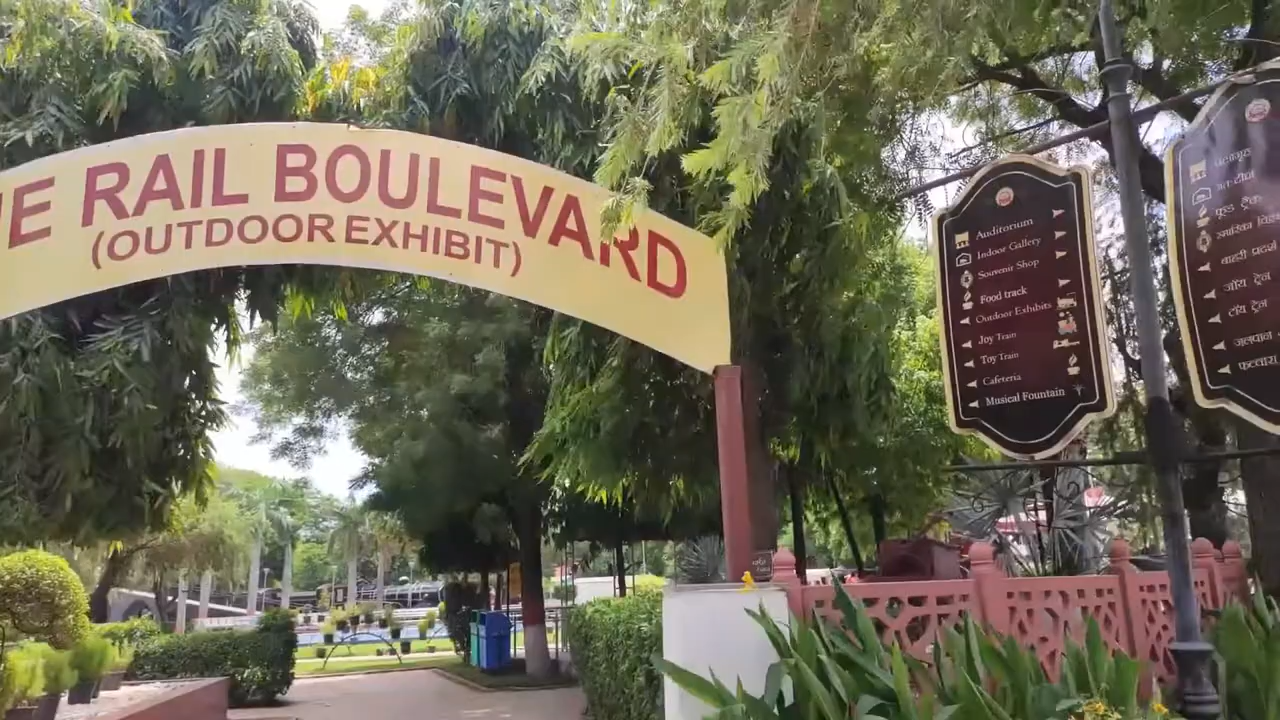 RAIL BOULEVARD
(OUTDOOR EXHIBIT)
Auditorium
Indoor Gallery
Souvenir Shop
Food track
Outdoor Exhibits
Joy Train
Toy Train
Cafeteria
Musical Fountain
फूड ट्रैक
जॉय ट्रेन
टॉय ट्रेन
जलपान